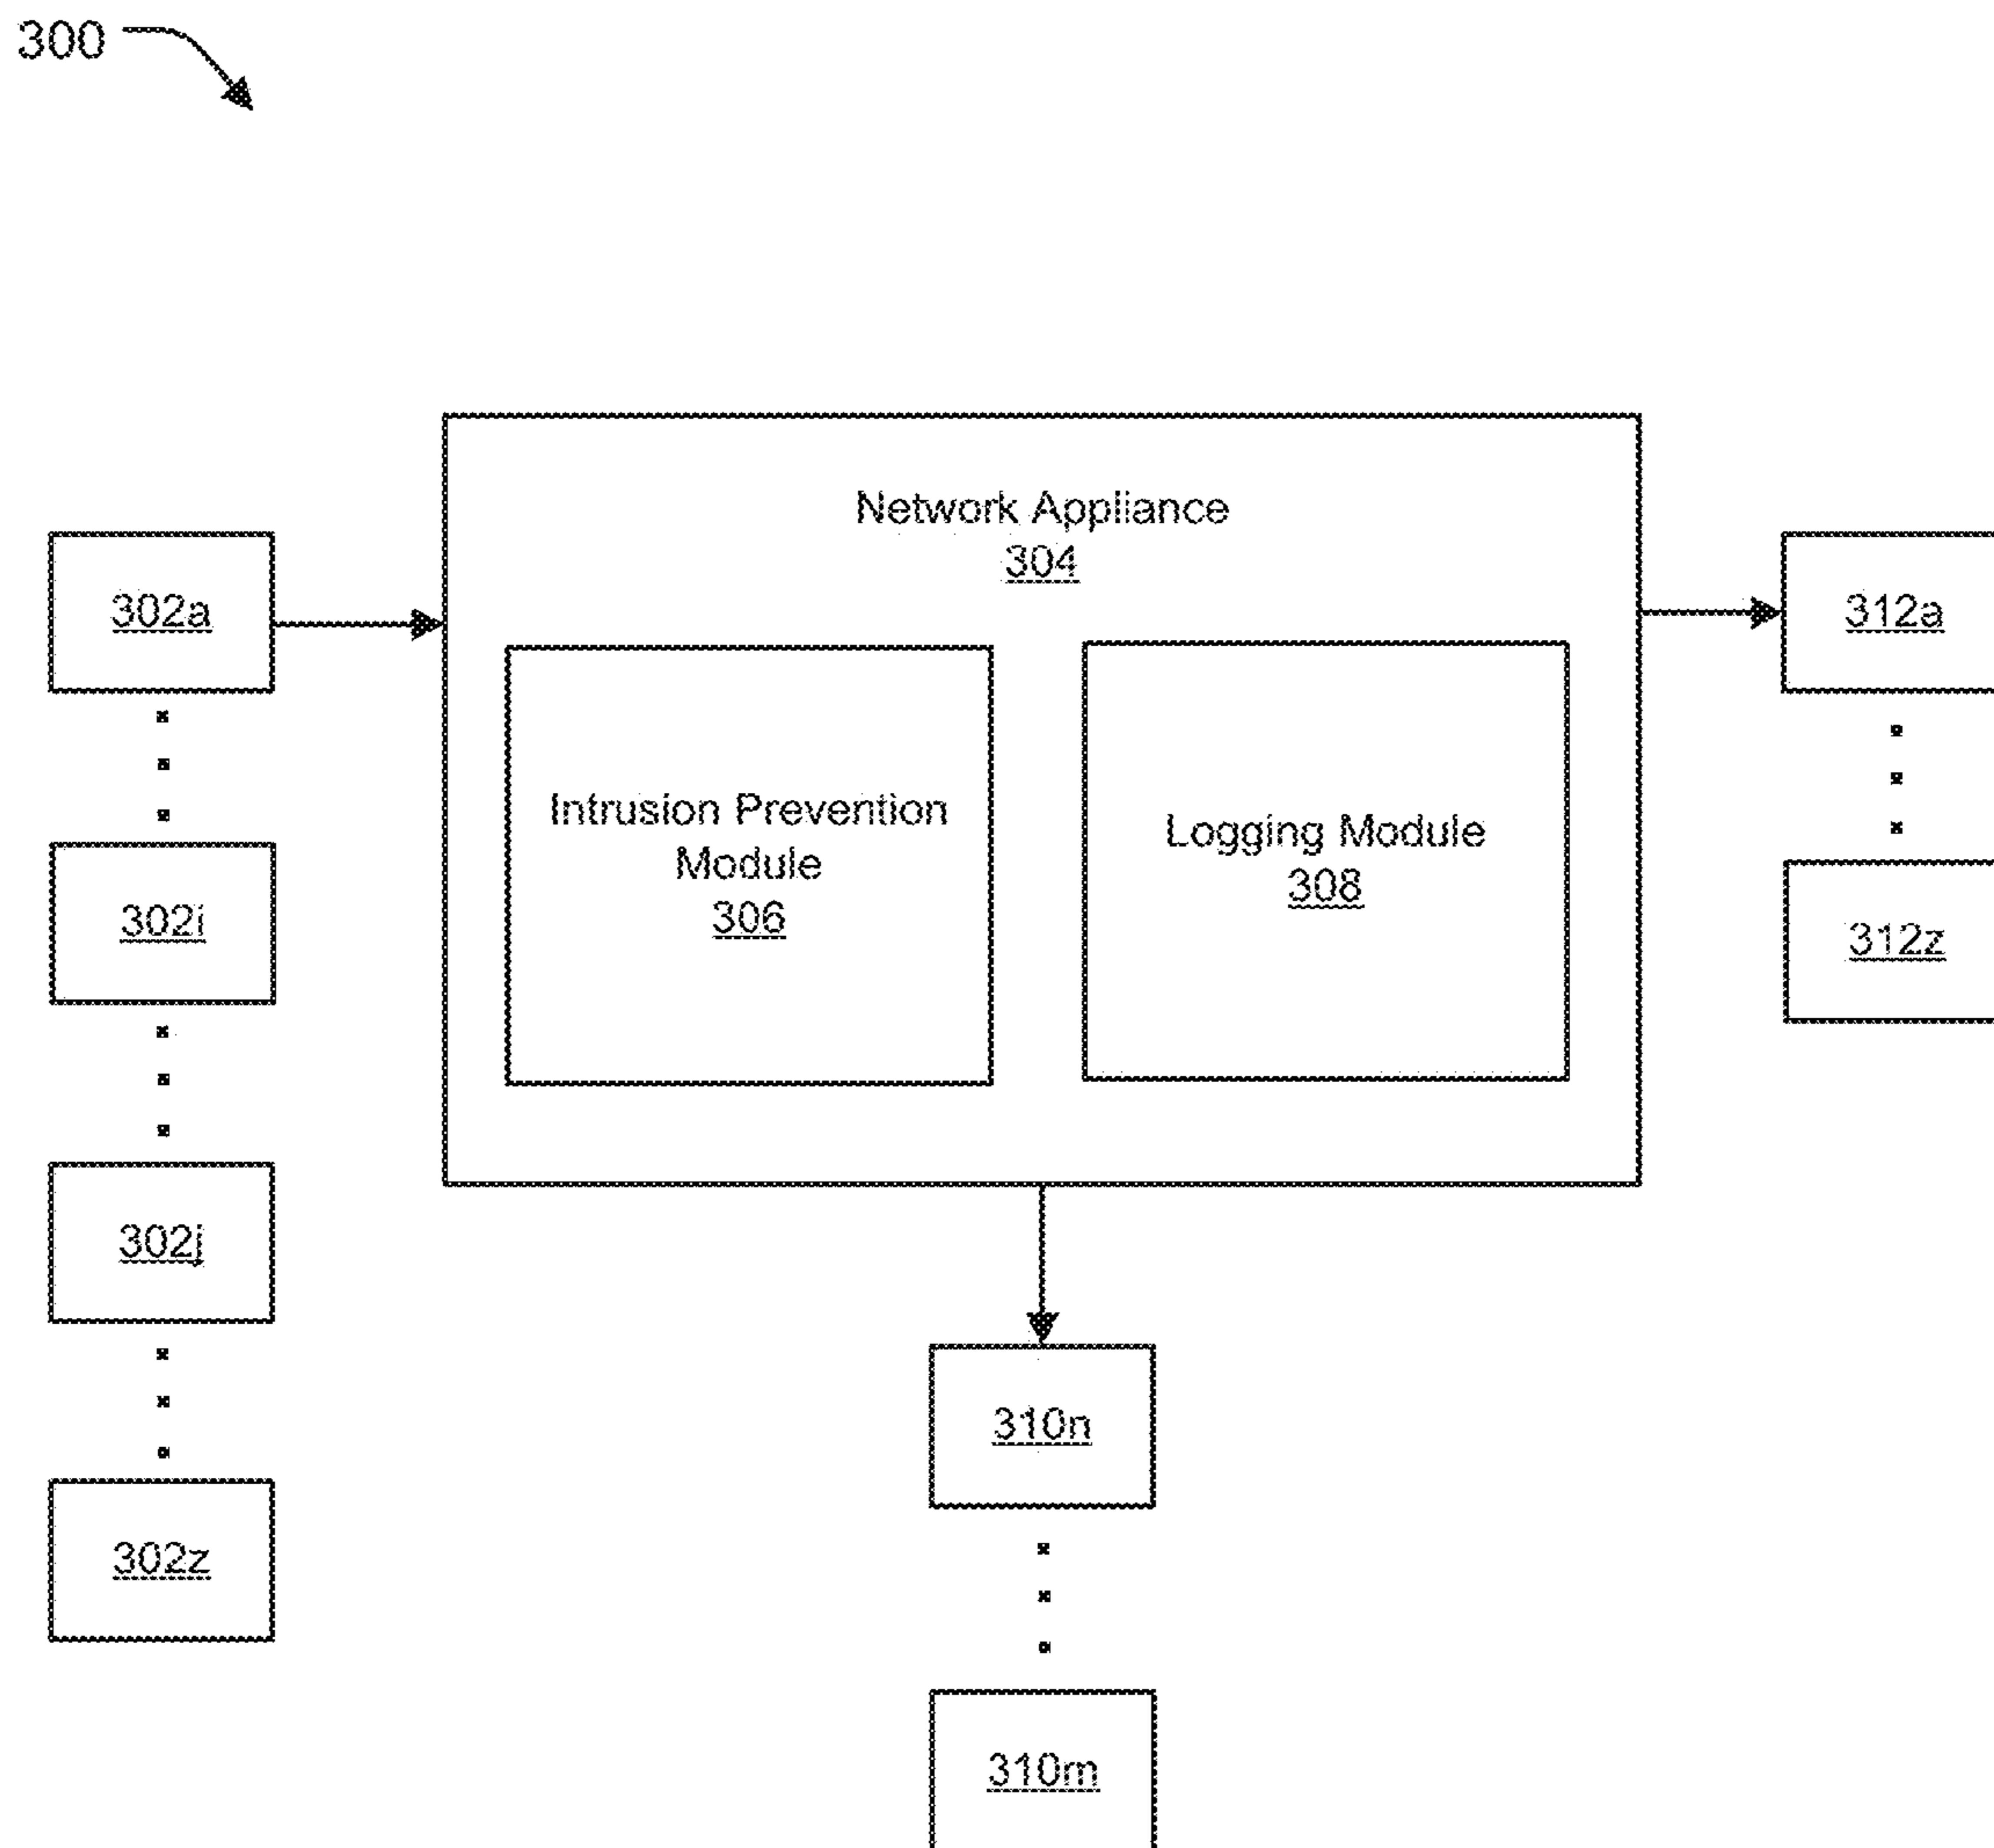 300
Network Appliance
304
302a
312a
Intrusion Prevention
Module
306
Logging Module
308
302i
312z
302j
310n
302z
310m